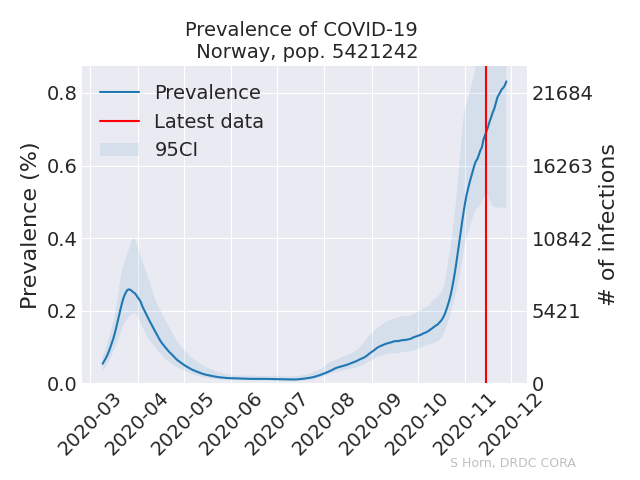 Prevalence of COVID-19
Norway, pop. 5421242
Prevalence
Latest data
95CI
Prevalence (%)
0.8
0.6
0.4
0.2
0.0
21684
16263
10842
5421
0
# of infections
2020-03
2020-04
2020-05
2020-06
2020-07
2020-08
2020-09
2020-10
2020-11
2020-12
S Horn, DRDC CORA